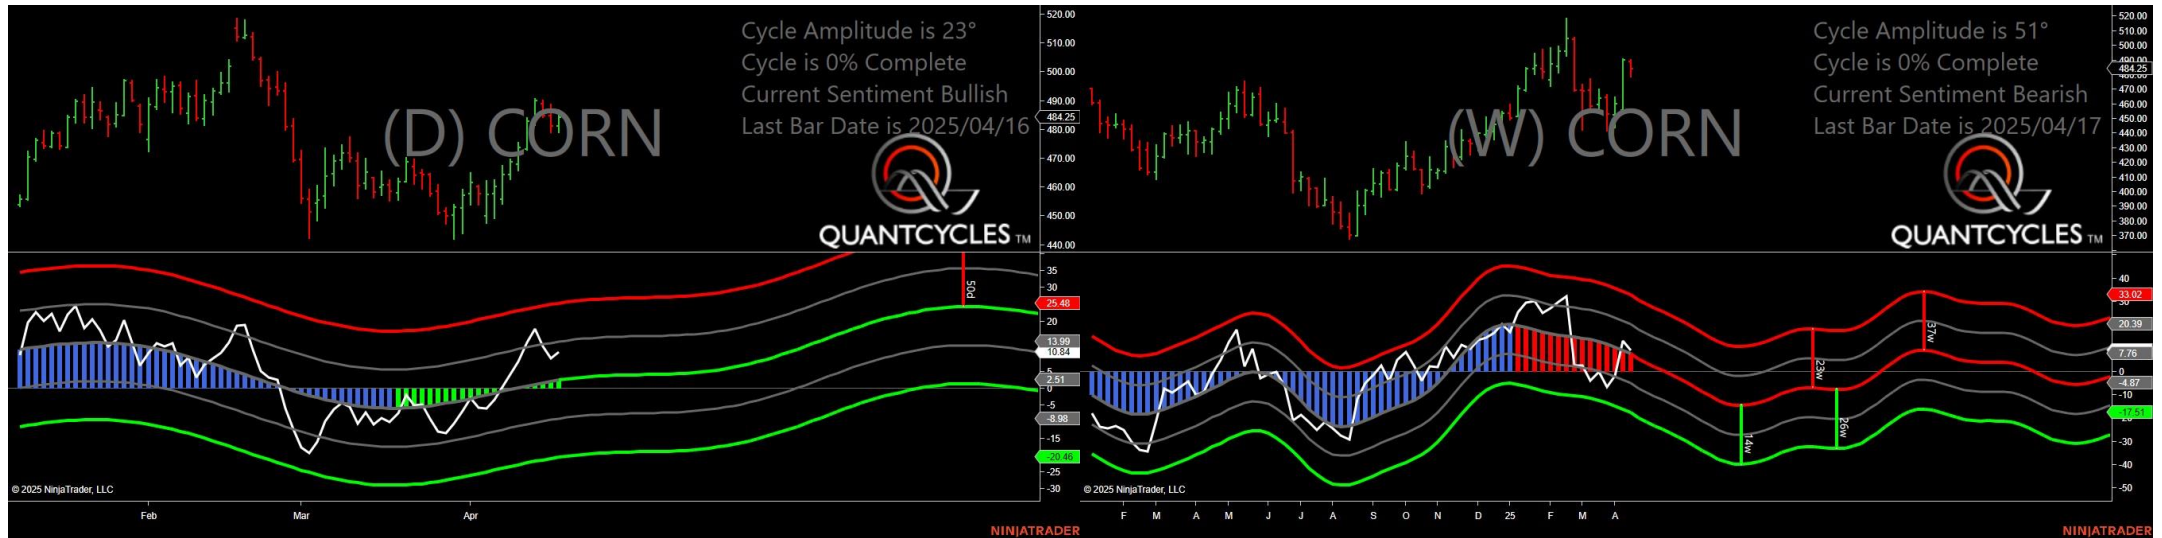 Cycle Amplitude is 23°
Cycle is 0% Complete
Current Sentiment Bullish
Last Bar Date is 2025/04/16
(D) CORN
QUANTCYCLES TM
520.00
510.00
500.00
490.00
484.25
480.00
470.00
460.00
450.00
440.00
50d
35
30
25.48
20
13.99
10.84
5
2.51
0
-5
-8.98
-15
-20.46
-25
-30
© 2025 NinjaTrader, LLC
Feb Mar Apr
NINJATRADER
Cycle Amplitude is 51°
Cycle is 0% Complete
Current Sentiment Bearish
Last Bar Date is 2025/04/17
(W) CORN
QUANTCYCLES TM
520.00
510.00
500.00
484.25
460.00
450.00
440.00
430.00
420.00
410.00
400.00
390.00
380.00
370.00
14w
23w
26w
37w
40
33.02
30
20.39
7.76
0
-4.87
-10
-17.51
-30
-40
-50
© 2025 NinjaTrader, LLC
F M A M J J A S O N D 25 F M A
NINJATRADER